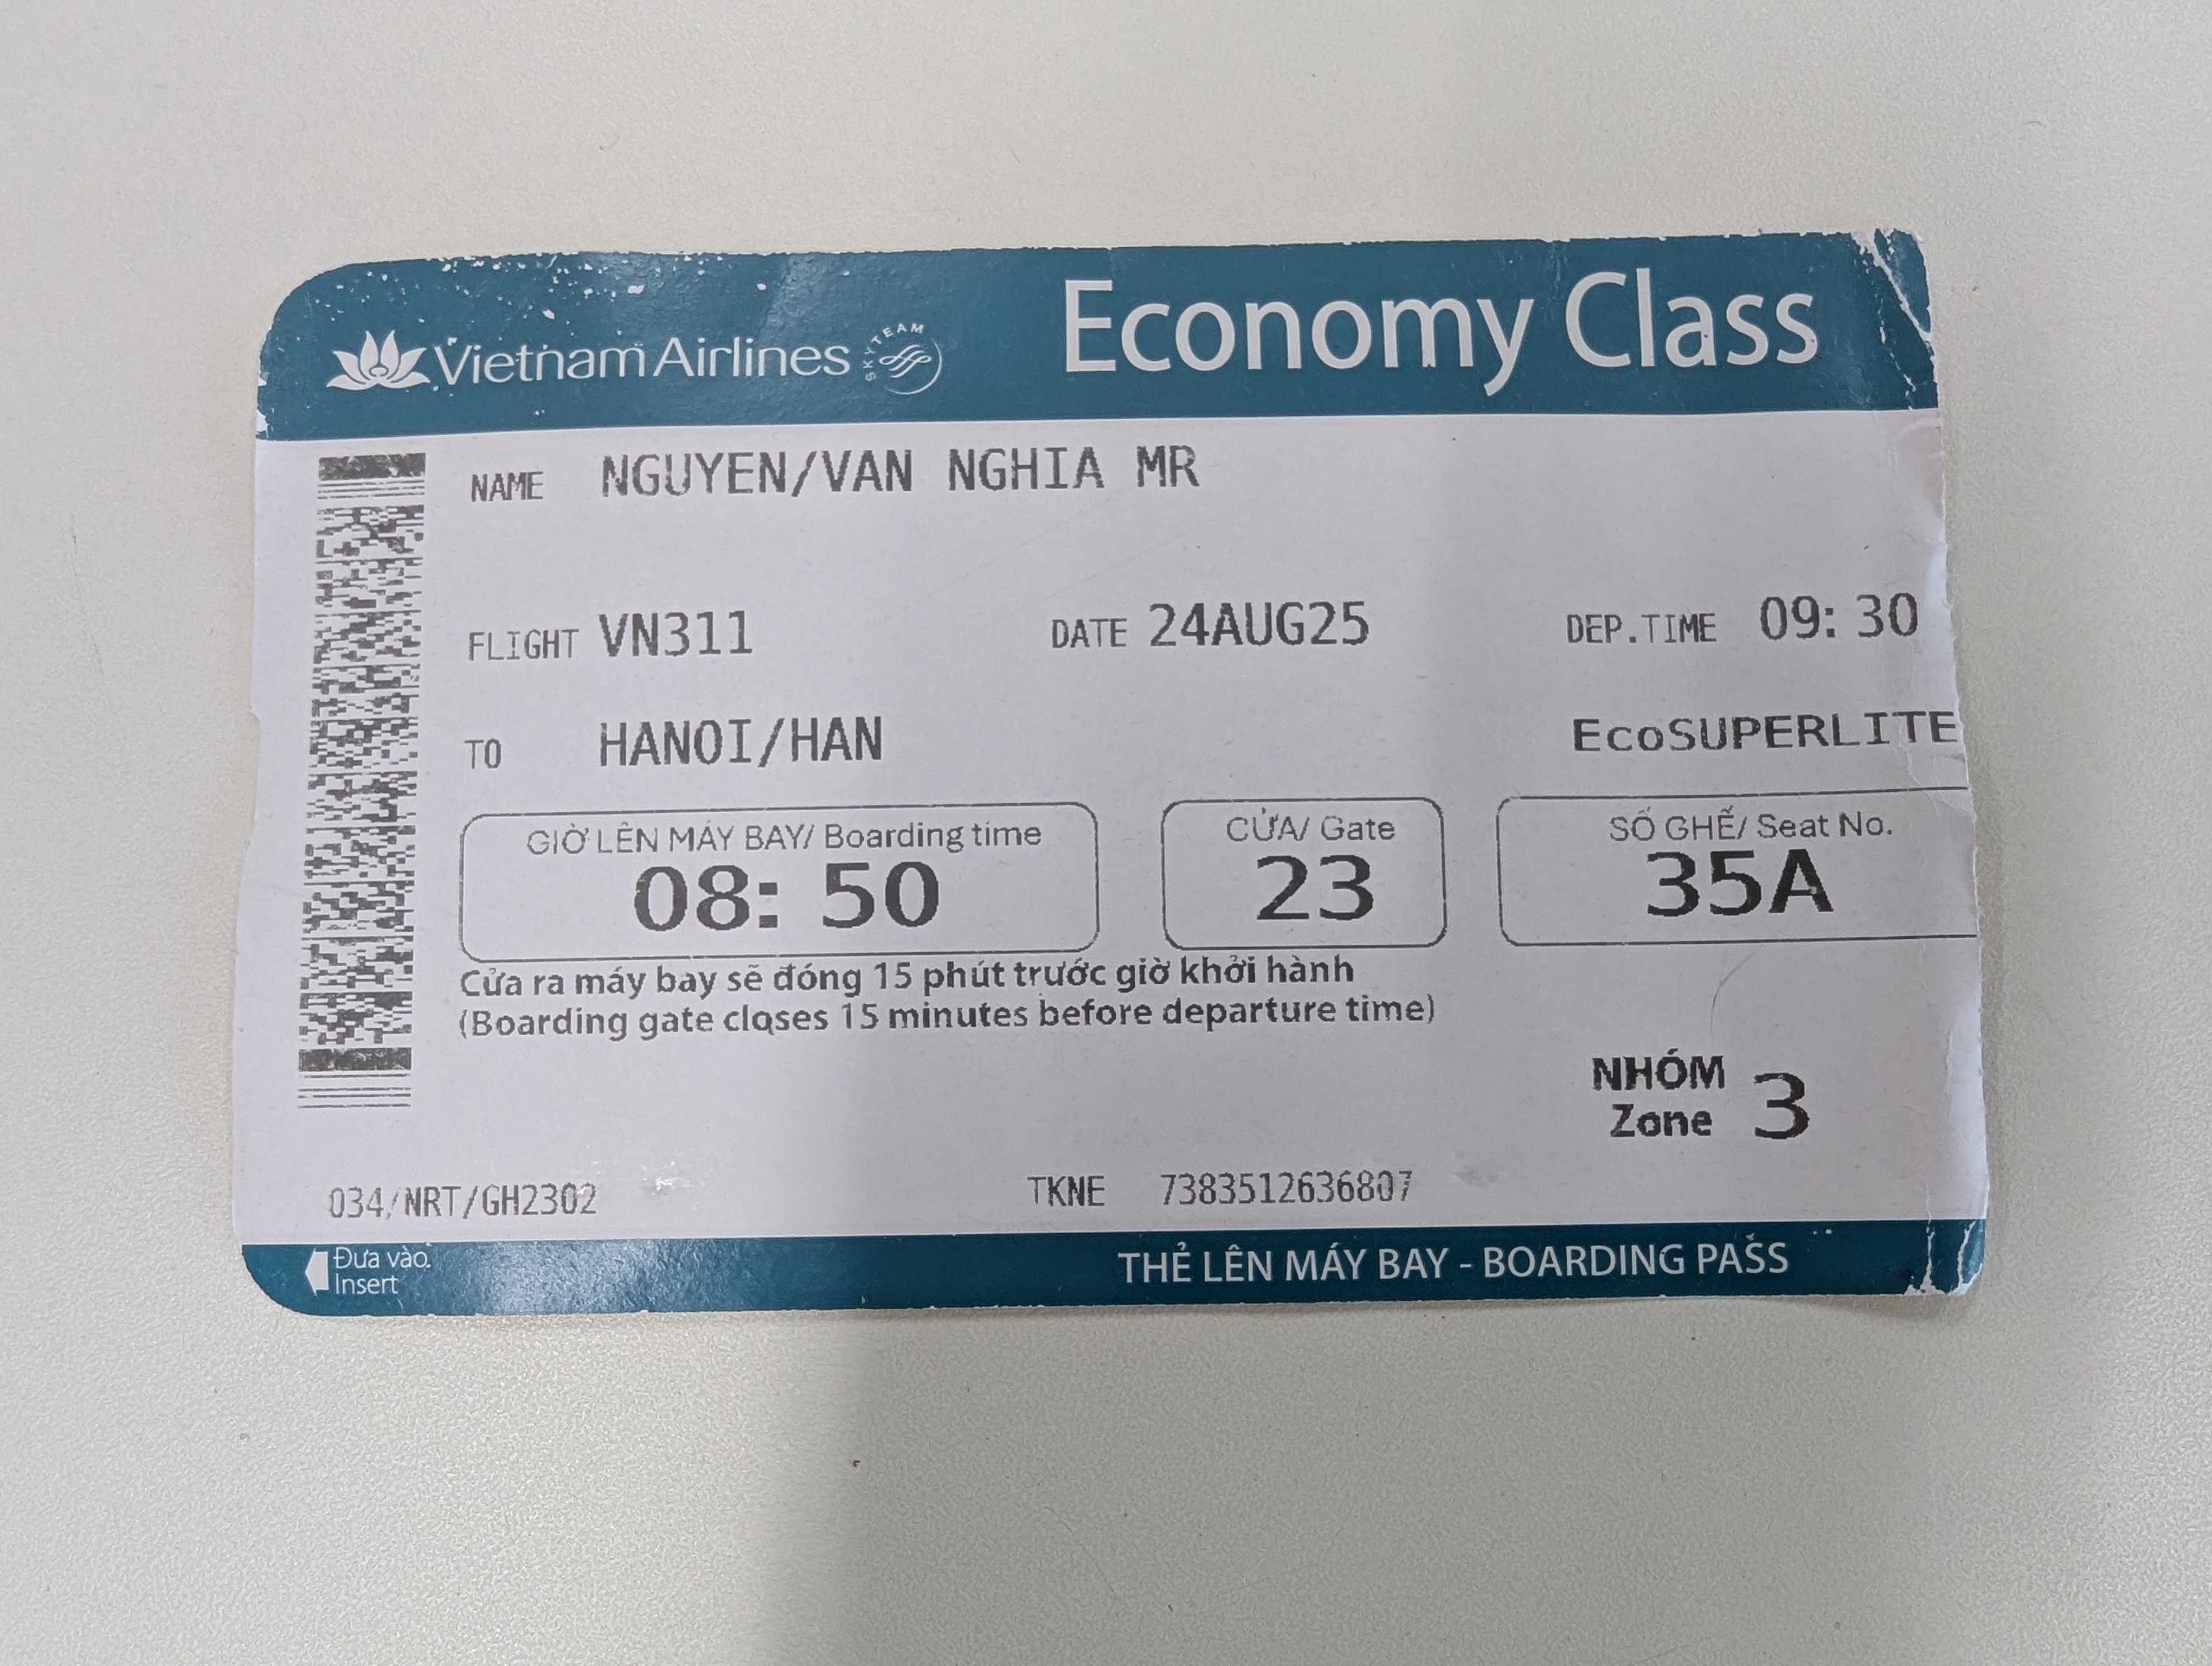 Vietnam Airlines SKYTEAM Economy Class
NAME NGUYEN/VAN NGHIA MR
FLIGHT VN311 DATE 24AUG25 DEP.TIME 09: 30
TO HANOI/HAN EcoSUPERLITE
GIỜ LÊN MÁY BAY/ Boarding time CỬA/ Gate SỐ GHẾ/ Seat No.
08: 50 23 35A
Cửa ra máy bay sẽ đóng 15 phút trước giờ khởi hành
(Boarding gate closes 15 minutes before departure time)
NHÓM
Zone 3
034/NRT/GH2302 TKNE 7383512636807
Đưa vào
Insert
THẺ LÊN MÁY BAY - BOARDING PASS